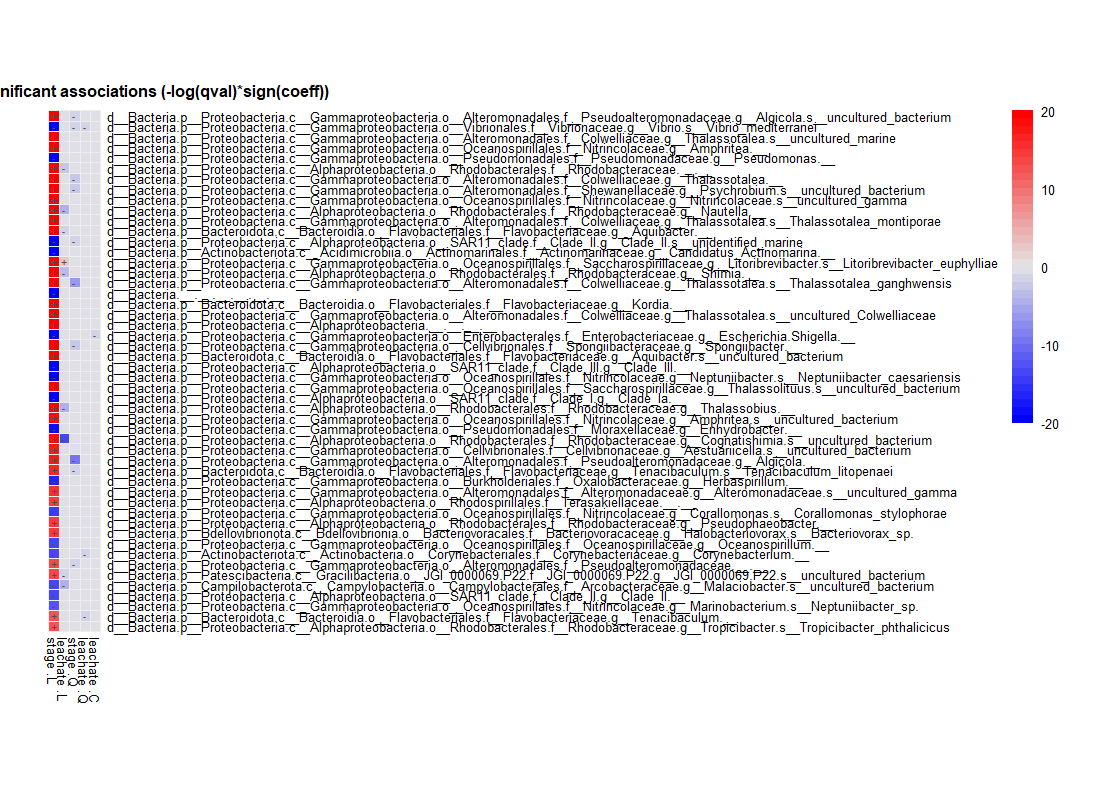 nificant associations (-log(qval)*sign(coeff))
d__Bacteria.p__Proteobacteria.c__Gammaproteobacteria.o__Alteromonadales.f__Pseudoalteromonadaceae.g__Algicola.s__uncultured_bacterium
d__Bacteria.p__Proteobacteria.c__Gammaproteobacteria.o__Vibrionales.f__Vibrionaceae.g__Vibrio.s__Vibrio_mediterranei
d__Bacteria.p__Proteobacteria.c__Gammaproteobacteria.o__Alteromonadales.f__Colwelliaceae.g__Thalassotalea.s__uncultured_marine
d__Bacteria.p__Proteobacteria.c__Gammaproteobacteria.o__Oceanospirillales.f__Nitrincolaceae.g__Amphritea.__
d__Bacteria.p__Proteobacteria.c__Gammaproteobacteria.o__Pseudomonadales.f__Pseudomonadaceae.g__Pseudomonas.__
d__Bacteria.p__Proteobacteria.c__Alphaproteobacteria.o__Rhodobacterales.f__Rhodobacteraceae.__.__
d__Bacteria.p__Proteobacteria.c__Gammaproteobacteria.o__Alteromonadales.f__Colwelliaceae.g__Thalassotalea.__
d__Bacteria.p__Proteobacteria.c__Gammaproteobacteria.o__Alteromonadales.f__Shewanellaceae.g__Psychrobium.s__uncultured_bacterium
d__Bacteria.p__Proteobacteria.c__Gammaproteobacteria.o__Oceanospirillales.f__Nitrincolaceae.g__Nitrincolaceae.s__uncultured_gamma
d__Bacteria.p__Proteobacteria.c__Alphaproteobacteria.o__Rhodobacterales.f__Rhodobacteraceae.g__Nautella.__
d__Bacteria.p__Proteobacteria.c__Gammaproteobacteria.o__Alteromonadales.f__Colwelliaceae.g__Thalassotalea.s__Thalassotalea_montiporae
d__Bacteria.p__Bacteroidota.c__Bacteroidia.o__Flavobacteriales.f__Flavobacteriaceae.g__Aquibacter.__
d__Bacteria.p__Proteobacteria.c__Alphaproteobacteria.o__SAR11_clade.f__Clade_II.g__Clade_II.s__unidentified_marine
d__Bacteria.p__Actinobacteriota.c__Acidimicrobiia.o__Actinomarinales.f__Actinomarinaceae.g__Candidatus_Actinomarina.__
d__Bacteria.p__Proteobacteria.c__Gammaproteobacteria.o__Oceanospirillales.f__Saccharospirillaceae.g__Litoribrevibacter.s__Litoribrevibacter_euphylliae
d__Bacteria.p__Proteobacteria.c__Alphaproteobacteria.o__Rhodobacterales.f__Rhodobacteraceae.g__Shimia.__
d__Bacteria.p__Proteobacteria.c__Gammaproteobacteria.o__Alteromonadales.f__Colwelliaceae.g__Thalassotalea.s__Thalassotalea_ganghwensis
d__Bacteria.__.__.__.__.__.__
d__Bacteria.p__Bacteroidota.c__Bacteroidia.o__Flavobacteriales.f__Flavobacteriaceae.g__Kordia.__
d__Bacteria.p__Proteobacteria.c__Gammaproteobacteria.o__Alteromonadales.f__Colwelliaceae.g__Thalassotalea.s__uncultured_Colwelliaceae
d__Bacteria.p__Proteobacteria.c__Alphaproteobacteria.__.__.__.__
d__Bacteria.p__Proteobacteria.c__Gammaproteobacteria.o__Enterobacterales.f__Enterobacteriaceae.g__Escherichia.Shigella.__
d__Bacteria.p__Proteobacteria.c__Gammaproteobacteria.o__Cellvibrionales.f__Spongiibacteraceae.g__Spongiibacter.__
d__Bacteria.p__Bacteroidota.c__Bacteroidia.o__Flavobacteriales.f__Flavobacteriaceae.g__Aquibacter.s__uncultured_bacterium
d__Bacteria.p__Proteobacteria.c__Alphaproteobacteria.o__SAR11_clade.f__Clade_III.g__Clade_III.__
d__Bacteria.p__Proteobacteria.c__Gammaproteobacteria.o__Oceanospirillales.f__Nitrincolaceae.g__Neptuniibacter.s__Neptuniibacter_caesariensis
d__Bacteria.p__Proteobacteria.c__Gammaproteobacteria.o__Oceanospirillales.f__Saccharospirillaceae.g__Thalassolituus.s__uncultured_bacterium
d__Bacteria.p__Proteobacteria.c__Alphaproteobacteria.o__SAR11_clade.f__Clade_I.g__Clade_Ia.__
d__Bacteria.p__Proteobacteria.c__Alphaproteobacteria.o__Rhodobacterales.f__Rhodobacteraceae.g__Thalassobius.__
d__Bacteria.p__Proteobacteria.c__Gammaproteobacteria.o__Oceanospirillales.f__Nitrincolaceae.g__Amphritea.s__uncultured_bacterium
d__Bacteria.p__Proteobacteria.c__Gammaproteobacteria.o__Pseudomonadales.f__Moraxellaceae.g__Enhydrobacter.__
d__Bacteria.p__Proteobacteria.c__Alphaproteobacteria.o__Rhodobacterales.f__Rhodobacteraceae.g__Cognatishimia.s__uncultured_bacterium
d__Bacteria.p__Proteobacteria.c__Gammaproteobacteria.o__Cellvibrionales.f__Cellvibrionaceae.g__Aestuariicella.s__uncultured_bacterium
d__Bacteria.p__Proteobacteria.c__Gammaproteobacteria.o__Alteromonadales.f__Pseudoalteromonadaceae.g__Algicola.__
d__Bacteria.p__Bacteroidota.c__Bacteroidia.o__Flavobacteriales.f__Flavobacteriaceae.g__Tenacibaculum.s__Tenacibaculum_litopenaei
d__Bacteria.p__Proteobacteria.c__Gammaproteobacteria.o__Burkholderiales.f__Oxalobacteraceae.g__Herbaspirillum.__
d__Bacteria.p__Proteobacteria.c__Gammaproteobacteria.o__Alteromonadales.f__Alteromonadaceae.g__Alteromonadaceae.s__uncultured_gamma
d__Bacteria.p__Proteobacteria.c__Alphaproteobacteria.o__Rhodospirillales.f__Terasakiellaceae.__.__
d__Bacteria.p__Proteobacteria.c__Gammaproteobacteria.o__Oceanospirillales.f__Nitrincolaceae.g__Corallomonas.s__Corallomonas_stylophorae
d__Bacteria.p__Proteobacteria.c__Alphaproteobacteria.o__Rhodobacterales.f__Rhodobacteraceae.g__Pseudophaeobacter.__
d__Bacteria.p__Bdellovibrionota.c__Bdellovibrionia.o__Bacteriovoracales.f__Bacteriovoracaceae.g__Halobacteriovorax.s__Bacteriovorax_sp.
d__Bacteria.p__Proteobacteria.c__Gammaproteobacteria.o__Oceanospirillales.f__Oceanospirillaceae.g__Oceanospirillum.__
d__Bacteria.p__Actinobacteriota.c__Actinobacteria.o__Corynebacteriales.f__Corynebacteriaceae.g__Corynebacterium.__
d__Bacteria.p__Proteobacteria.c__Gammaproteobacteria.o__Alteromonadales.f__Pseudoalteromonadaceae.__.__
d__Bacteria.p__Patescibacteria.c__Gracilibacteria.o__JGI_0000069.P22.f__JGI_0000069.P22.g__JGI_0000069.P22.s__uncultured_bacterium
d__Bacteria.p__Campilobacterota.c__Campylobacteria.o__Campylobacterales.f__Arcobacteraceae.g__Malaciobacter.s__uncultured_bacterium
d__Bacteria.p__Proteobacteria.c__Alphaproteobacteria.o__SAR11_clade.f__Clade_II.g__Clade_II.__
d__Bacteria.p__Proteobacteria.c__Gammaproteobacteria.o__Oceanospirillales.f__Nitrincolaceae.g__Marinobacterium.s__Neptuniibacter_sp.
d__Bacteria.p__Bacteroidota.c__Bacteroidia.o__Flavobacteriales.f__Flavobacteriaceae.g__Tenacibaculum.__
d__Bacteria.p__Proteobacteria.c__Alphaproteobacteria.o__Rhodobacterales.f__Rhodobacteraceae.g__Tropicibacter.s__Tropicibacter_phthalicicus
stage .L
leachate .L
stage .Q
leachate .Q
leachate .C
20
10
0
-10
-20